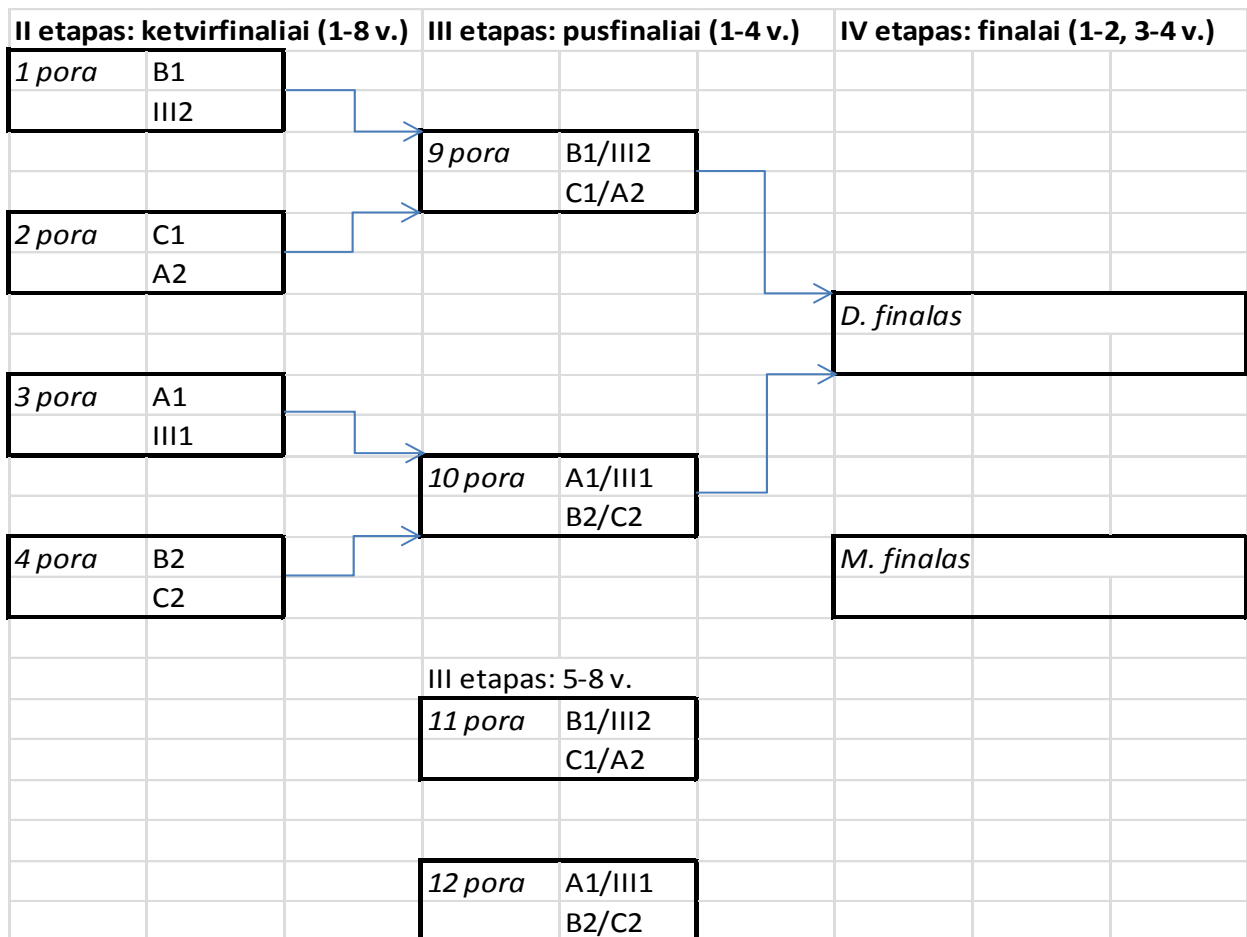 II etapas: ketvirfinaliai (1-8 v.) III etapas: pusfinaliai (1-4 v.) IV etapas: finalai (1-2, 3-4 v.)
1 pora B1
III2
9 pora B1/III2
C1/A2
2 pora C1
A2
D. finalas
3 pora A1
III1
10 pora A1/III1
B2/C2
4 pora B2
C2
M. finalas
III etapas: 5-8 v.
11 pora B1/III2
C1/A2
12 pora A1/III1
B2/C2